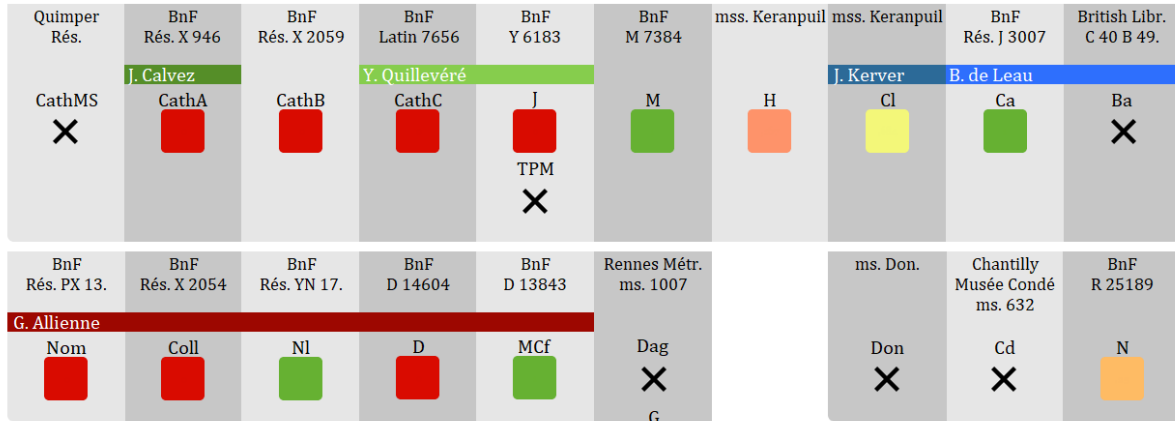 Quimper BnF BnF BnF BnF BnF mss. Keranpuil mss. Keranpuil BnF British Libr.
Rés. Rés. X 946 Rés. X 2059 Latin 7656 Y 6183 M 7384 Rés. J 3007 C 40 B 49.
J. Calvez Y. Quillevéré J. Kerver B. de Leau
CathMS CathA CathB CathC J M H Cl Ca Ba
TPM
BnF BnF BnF BnF BnF Rennes Métr. ms. Don. Chantilly BnF
Rés. PX 13. Rés. X 2054 Rés. YN 17. D 14604 D 13843 ms. 1007 Musée Condé R 25189
ms. 632
G. Allienne
Nom Coll Nl D MCf Dag Don Cd N
G